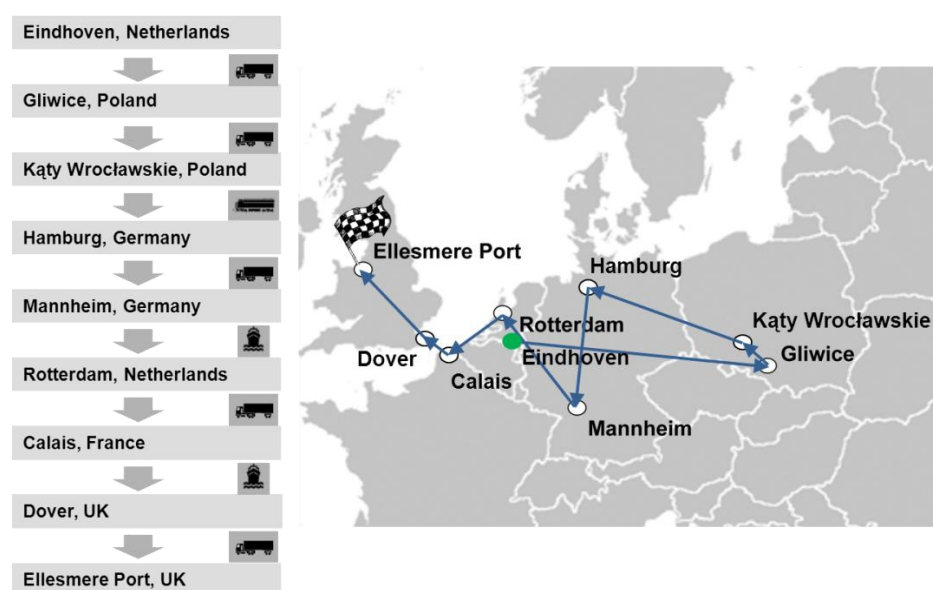 Eindhoven, Netherlands
Gliwice, Poland
Kąty Wrocławskie, Poland
Hamburg, Germany
Mannheim, Germany
Rotterdam, Netherlands
Calais, France
Dover, UK
Ellesmere Port, UK
Ellesmere Port
Hamburg
Rotterdam
Kąty Wrocławskie
Dover
Eindhoven
Gliwice
Calais
Mannheim